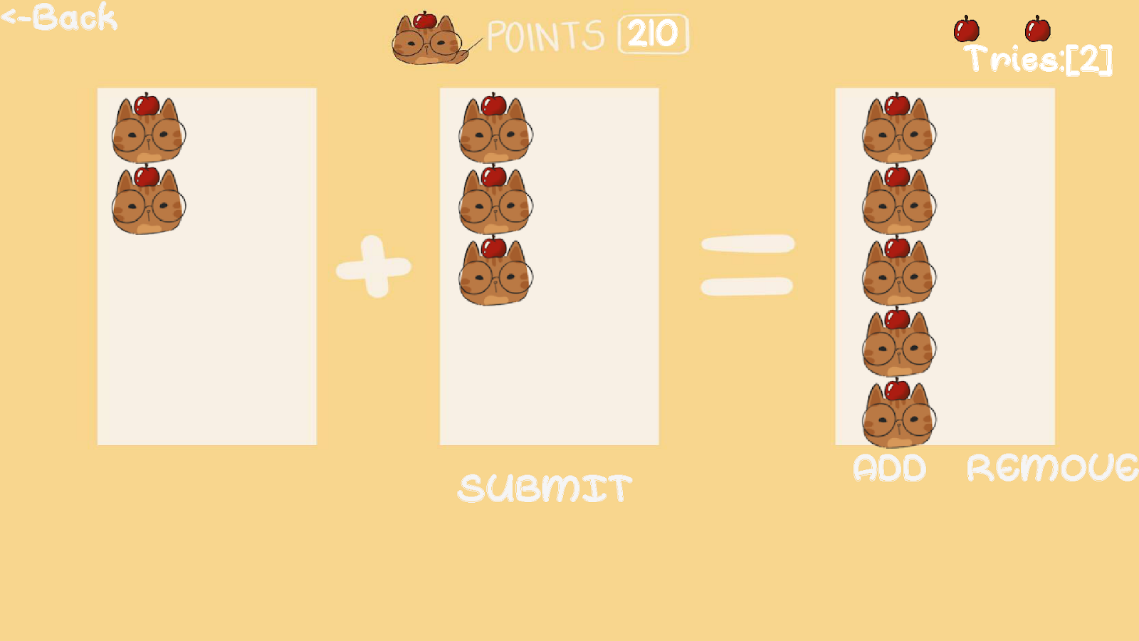 <-Back
POINTS 210
Tries:[2]
+
=
ADD REMOVE
SUBMIT